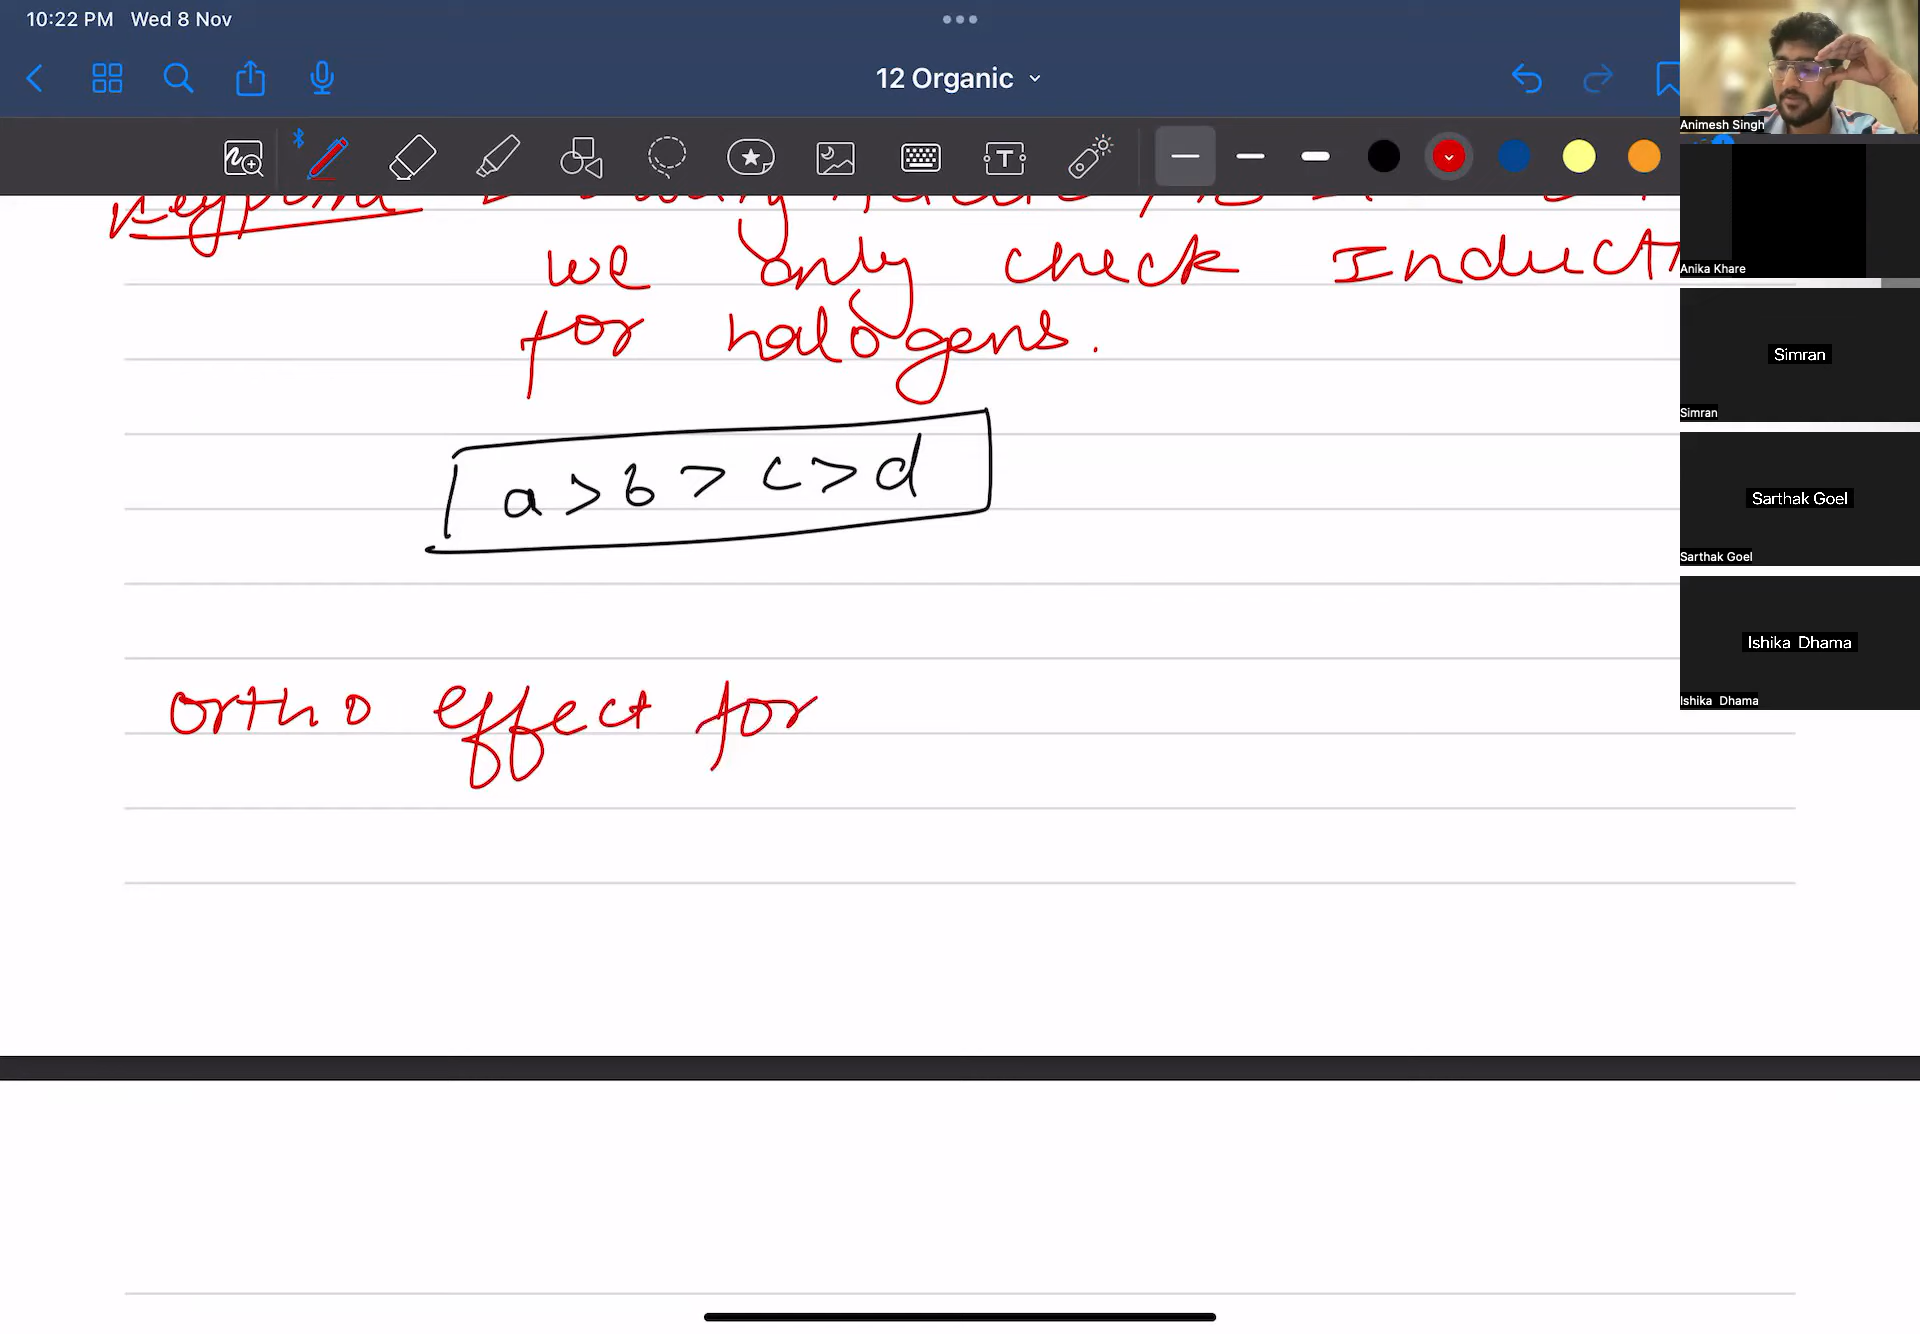 10:22 PM Wed 8 Nov
12 Organic
Keypoint
we only check Induct
for halogens.
a > b > c > d
ortho effect for
Animesh Singh
Anika Khare
Simran
Simran
Sarthak Goel
Sarthak Goel
Ishika Dhama
Ishika Dhama